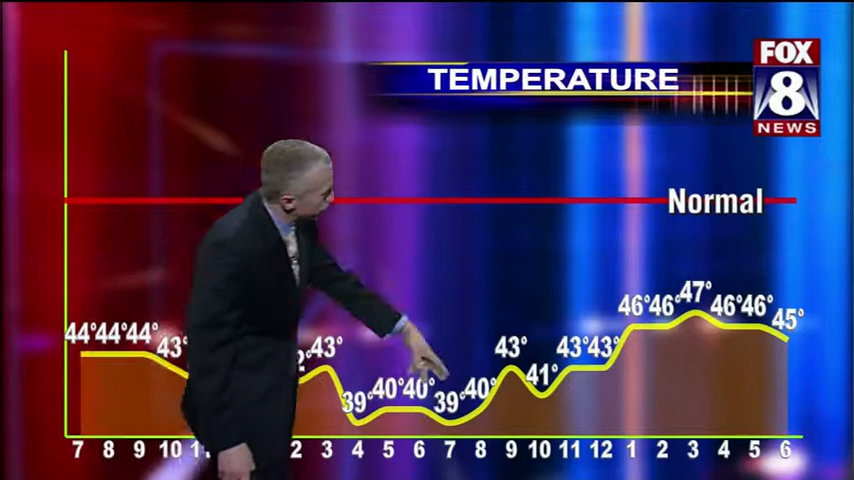 FOX
8
NEWS
TEMPERATURE
Normal
44° 44° 44° 43° 2° 43° 39° 40° 40° 39° 40° 43° 41° 43° 43° 46° 46° 47° 46° 46° 45°
7 8 9 10 1 2 3 4 5 6 7 8 9 10 11 12 1 2 3 4 5 6